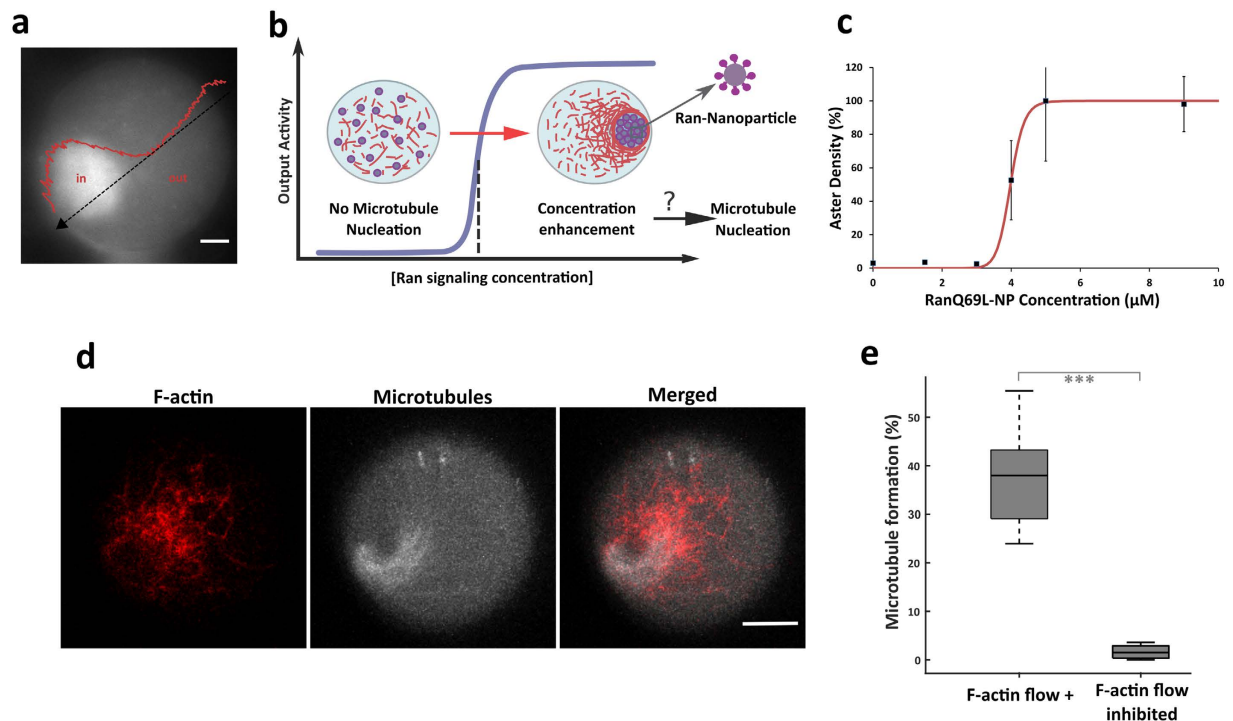 a
in
out
b
Output Activity
Ran-Nanoparticle
No Microtubule
Nucleation
Concentration
enhancement
?
Microtubule
Nucleation
[Ran signaling concentration]
c
Aster Density (%)
120
100
80
60
40
20
0
0 2 4 6 8 10
RanQ69L-NP Concentration (μM)
d
F-actin
Microtubules
Merged
e
***
Microtubule formation (%)
50
40
30
20
10
0
F-actin flow +
F-actin flow
inhibited